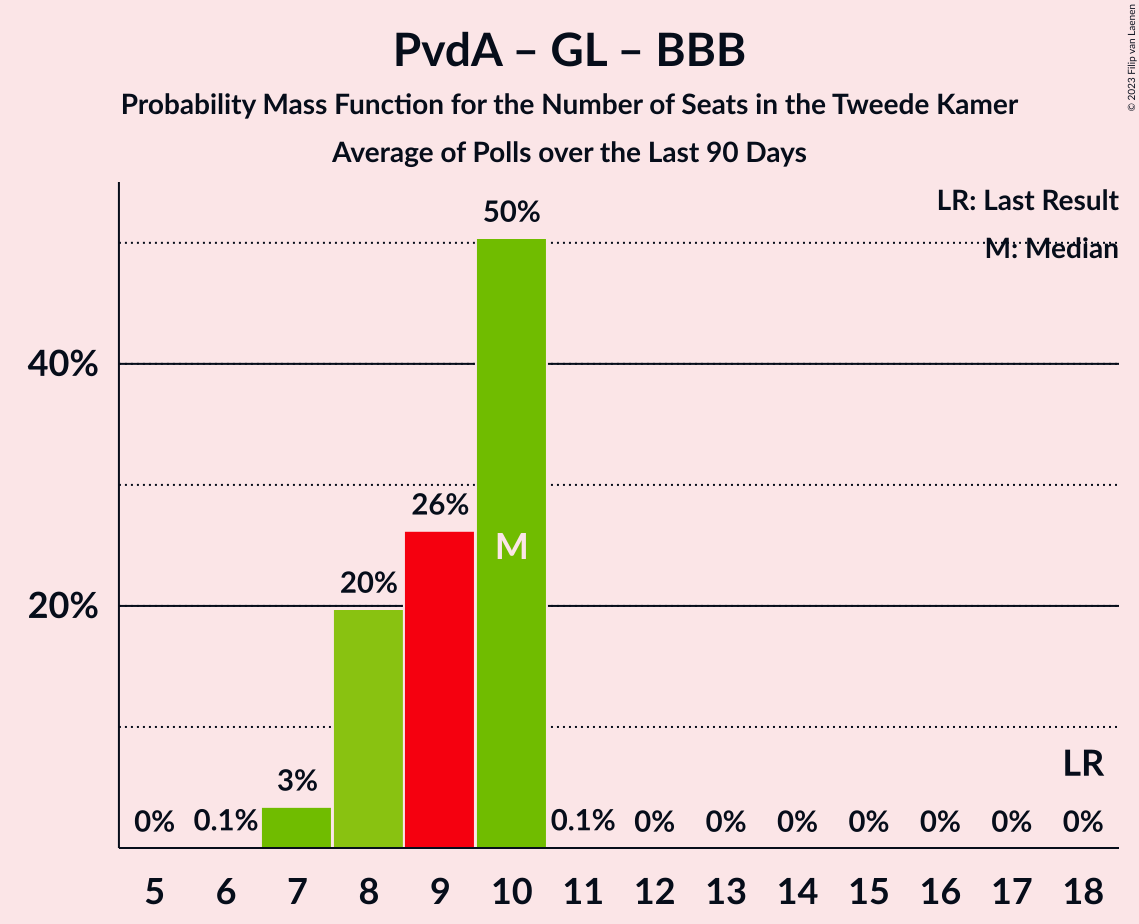 PvdA – GL – BBB
Probability Mass Function for the Number of Seats in the Tweede Kamer
Average of Polls over the Last 90 Days
© 2023 Filip van Laenen
LR: Last Result
M: Median
50%
40%
26%
M
20%
20%
LR
3%
0% 0.1% 0.1% 0% 0% 0% 0% 0% 0% 0%
5 6 7 8 9 10 11 12 13 14 15 16 17 18